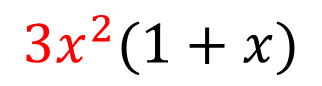 3x²(1 + x)